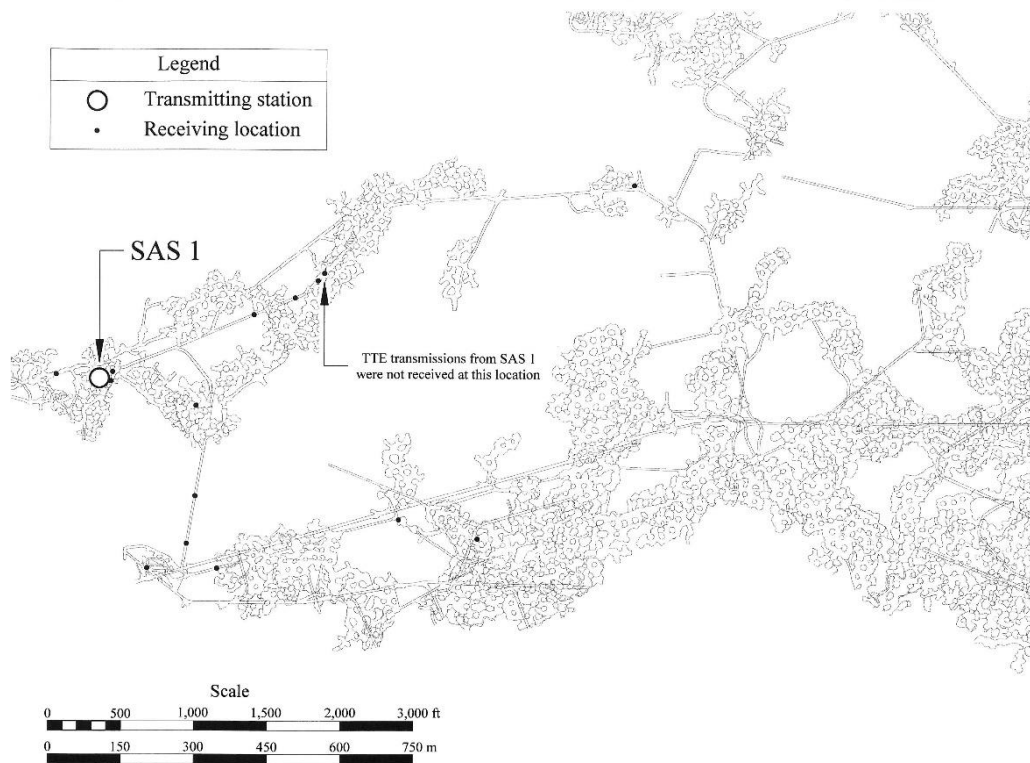 Legend
Transmitting station
Receiving location
SAS 1
TTE transmissions from SAS 1
were not received at this location
Scale
0 500 1,000 1,500 2,000 3,000 ft
0 150 300 450 600 750 m